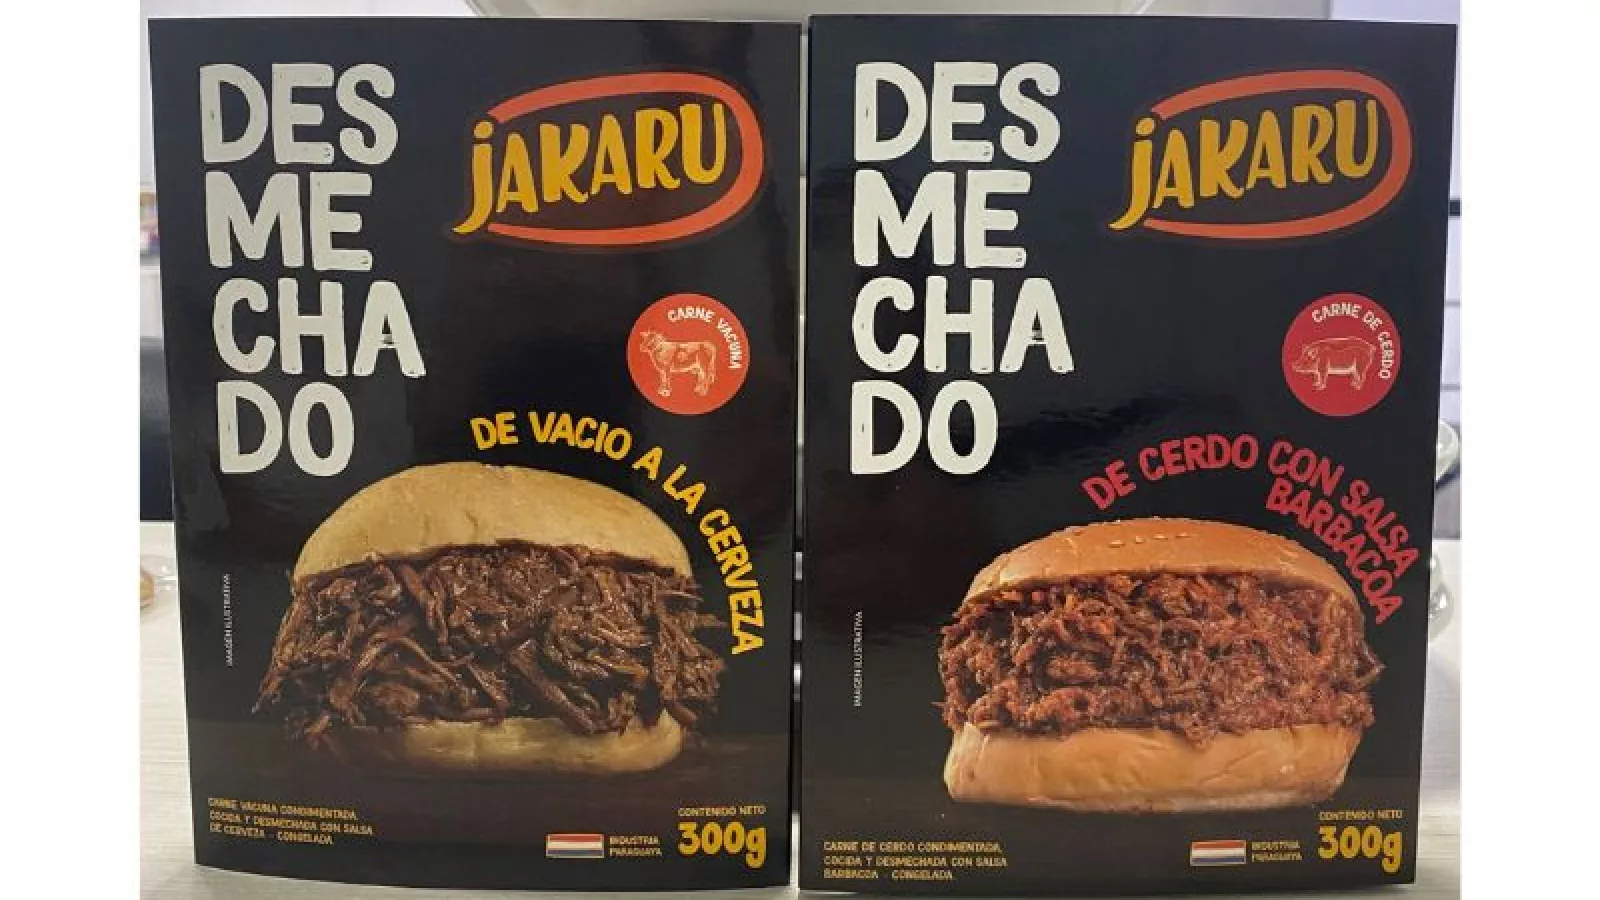 DES
ME
CHA
DO
JAKARU
CARNE VACUNA
DE VACIO A LA CERVEZA
IMAGEN ILUSTRATIVA
CARNE VACUNA CONDIMENTADA
COCIDA Y DESMECHADA CON SALSA
DE CERVEZA - CONGELADA
INDUSTRIA
PARAGUAYA
CONTENIDO NETO
300g
DES
ME
CHA
DO
JAKARU
CARNE DE CERDO
DE CERDO CON SALSA
BARBACOA
IMAGEN ILUSTRATIVA
CARNE DE CERDO CONDIMENTADA
COCIDA Y DESMECHADA CON SALSA
BARBACOA - CONGELADA
INDUSTRIA
PARAGUAYA
CONTENIDO NETO
300g